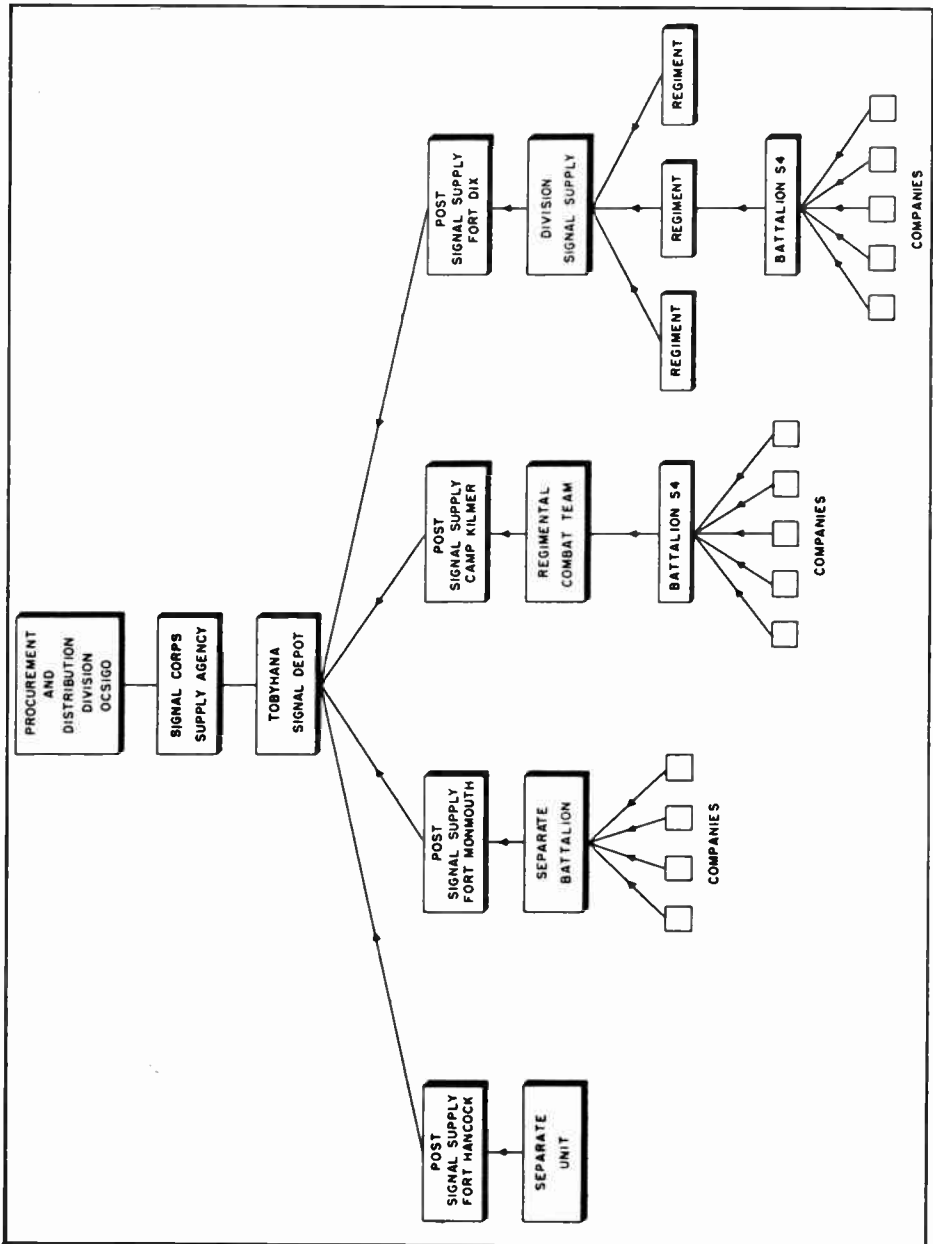 PROCUREMENT
AND
DISTRIBUTION
DIVISION
OCSIGO
SIGNAL CORPS
SUPPLY AGENCY
TOBYHANA
SIGNAL DEPOT
POST
SIGNAL SUPPLY
FORT HANCOCK
POST
SIGNAL SUPPLY
FORT MONMOUTH
POST
SIGNAL SUPPLY
CAMP KILMER
POST
SIGNAL SUPPLY
FORT DIX
SEPARATE
UNIT
SEPARATE
BATTALION
REGIMENTAL
COMBAT TEAM
DIVISION
SIGNAL SUPPLY
COMPANIES
BATTALION S4
COMPANIES
REGIMENT
REGIMENT
REGIMENT
BATTALION S4
COMPANIES